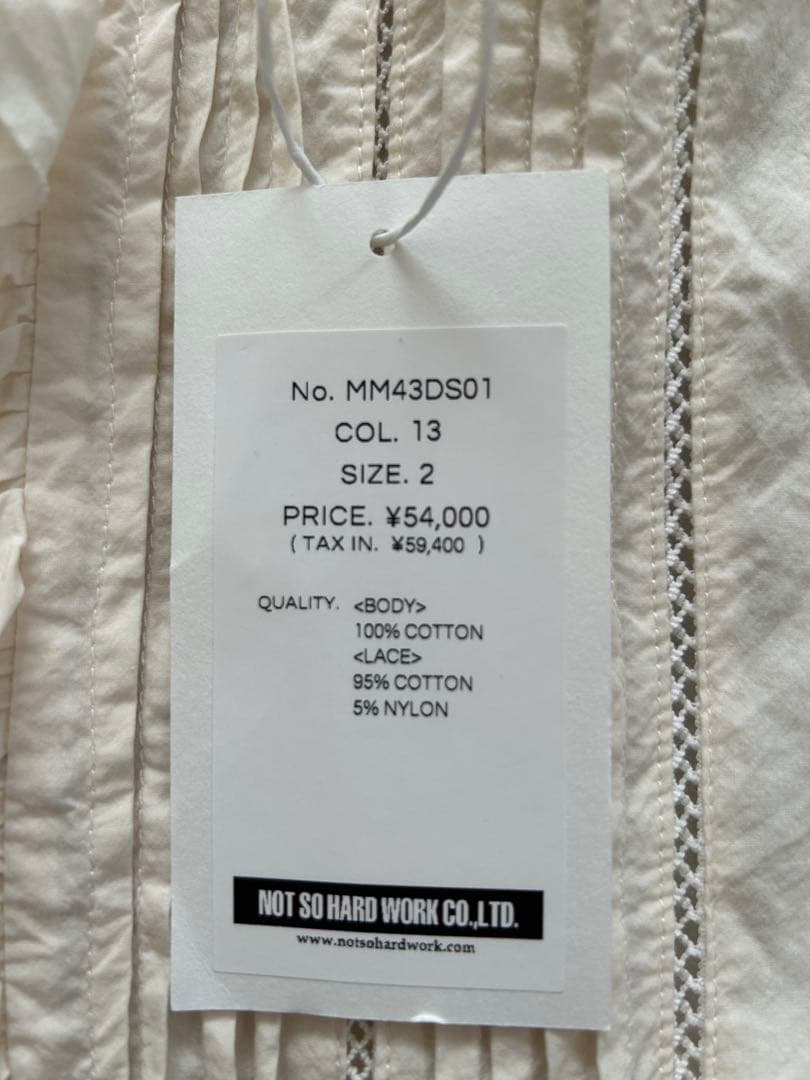 No. MM43DS01
COL. 13
SIZE. 2
PRICE. ¥54,000
( TAX IN. ¥59,400 )
QUALITY. <BODY>
100% COTTON
<LACE>
95% COTTON
5% NYLON
NOT SO HARD WORK CO.,LTD.
www.notsohardwork.com